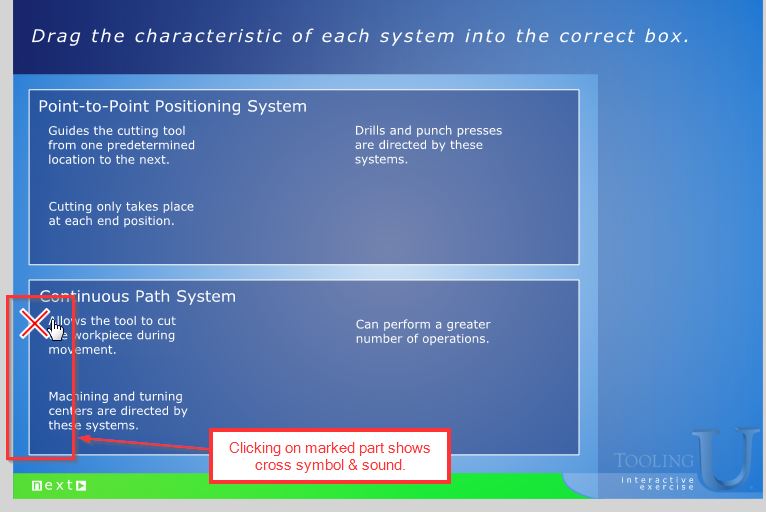 Drag the characteristic of each system into the correct box.
Point-to-Point Positioning System
Guides the cutting tool
from one predetermined
location to the next.
Drills and punch presses
are directed by these
systems.
Cutting only takes place
at each end position.
Continuous Path System
Allows the tool to cut
the workpiece during
movement.
Can perform a greater
number of operations.
Machining and turning
centers are directed by
these systems.
Clicking on marked part shows
cross symbol & sound.
next
TOOLING U
interactive
exercise